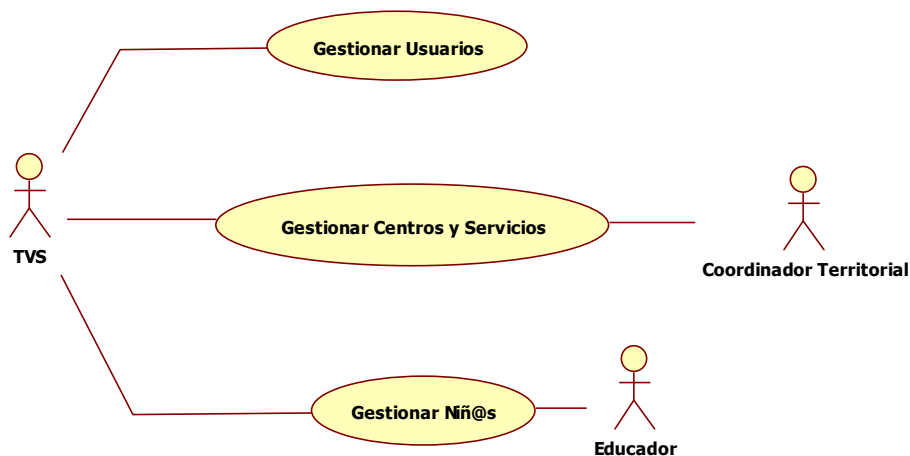 Gestionar Usuarios
TVS
Gestionar Centros y Servicios
Coordinador Territorial
Gestionar Niñ@s
Educador